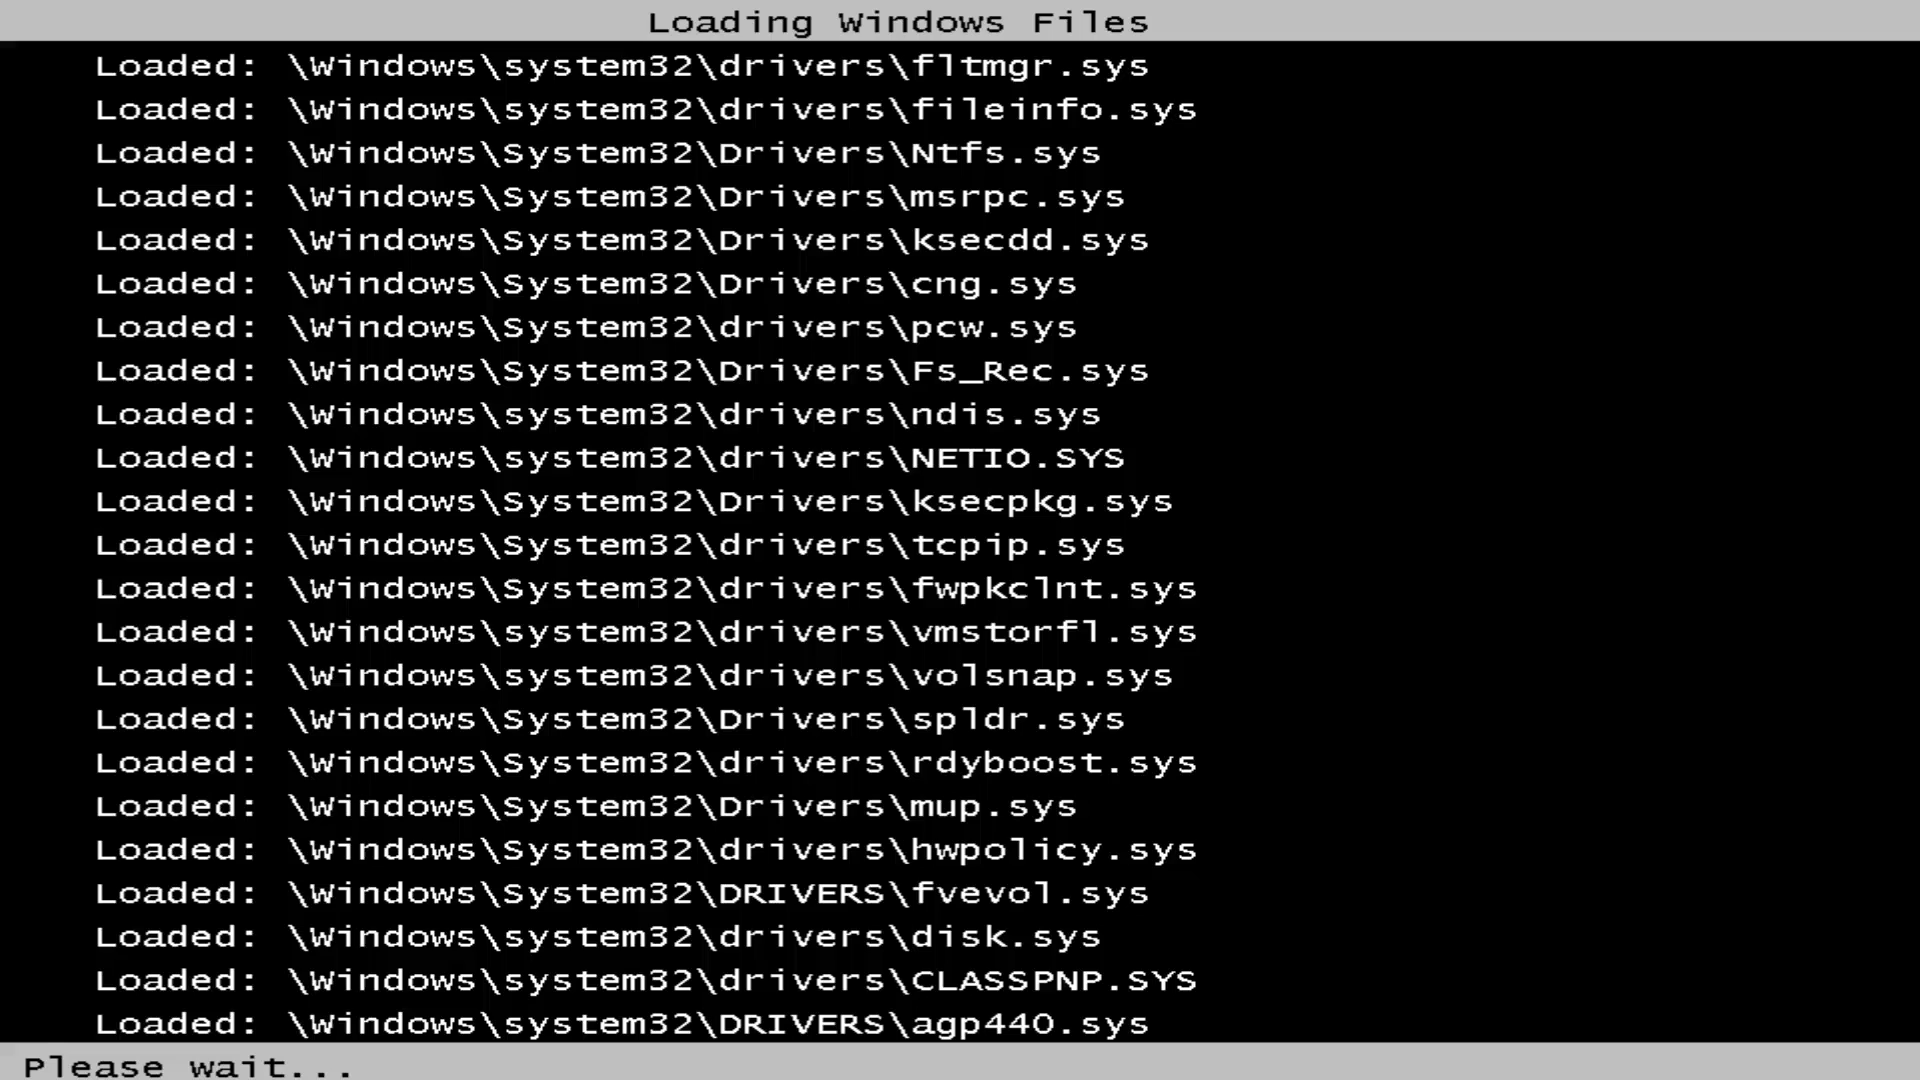 Loading Windows Files
Loaded: \Windows\system32\drivers\fltmgr.sys
Loaded: \Windows\system32\drivers\fileinfo.sys
Loaded: \Windows\System32\Drivers\Ntfs.sys
Loaded: \Windows\System32\Drivers\msrpc.sys
Loaded: \Windows\System32\Drivers\ksecdd.sys
Loaded: \Windows\System32\Drivers\cng.sys
Loaded: \Windows\System32\drivers\pcw.sys
Loaded: \Windows\System32\Drivers\Fs_Rec.sys
Loaded: \Windows\system32\drivers\ndis.sys
Loaded: \Windows\system32\drivers\NETIO.SYS
Loaded: \Windows\System32\Drivers\ksecpkg.sys
Loaded: \Windows\System32\drivers\tcpip.sys
Loaded: \Windows\System32\drivers\fwpkclnt.sys
Loaded: \Windows\system32\drivers\vmstorfl.sys
Loaded: \Windows\system32\drivers\volsnap.sys
Loaded: \Windows\System32\Drivers\spldr.sys
Loaded: \Windows\System32\drivers\rdyboost.sys
Loaded: \Windows\System32\Drivers\mup.sys
Loaded: \Windows\System32\drivers\hwpolicy.sys
Loaded: \Windows\System32\DRIVERS\fvevol.sys
Loaded: \Windows\system32\drivers\disk.sys
Loaded: \Windows\system32\drivers\CLASSPNP.SYS
Loaded: \Windows\system32\DRIVERS\agp440.sys
Please wait...